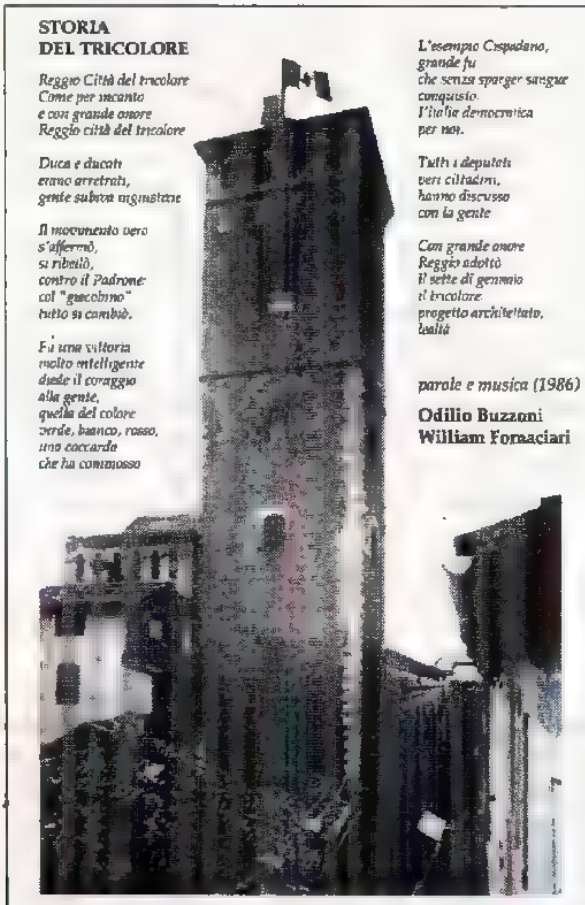 STORIA
DEL TRICOLORE
Reggio Città del tricolore
Come per incanto
e con grande onore
Reggio città del tricolore
Duca e ducati
erano arretrati,
gente subiva
Il movimento vero
s'affermò,
si ribellò,
contro il Padrone:
col "giacobino"
tutto si cambiò.
Fu una vittoria
molto intelligente
diede il coraggio
alla gente,
quella del colore
verde, bianco, rosso,
una coccarda
che ha commosso
L'esempio Cispadano,
grande fu
che senza sparger sangue
conquistò
l'italia democratica
per noi.
Tutti i deputati
veri cittadini,
hanno discusso
con la gente
Con grande onore
Reggio adottò
Il sette di gennaio
il tricolore
progetto architettato,
lealtà
parole e musica (1986)
Odilio Buzzoni
William Fornaciari